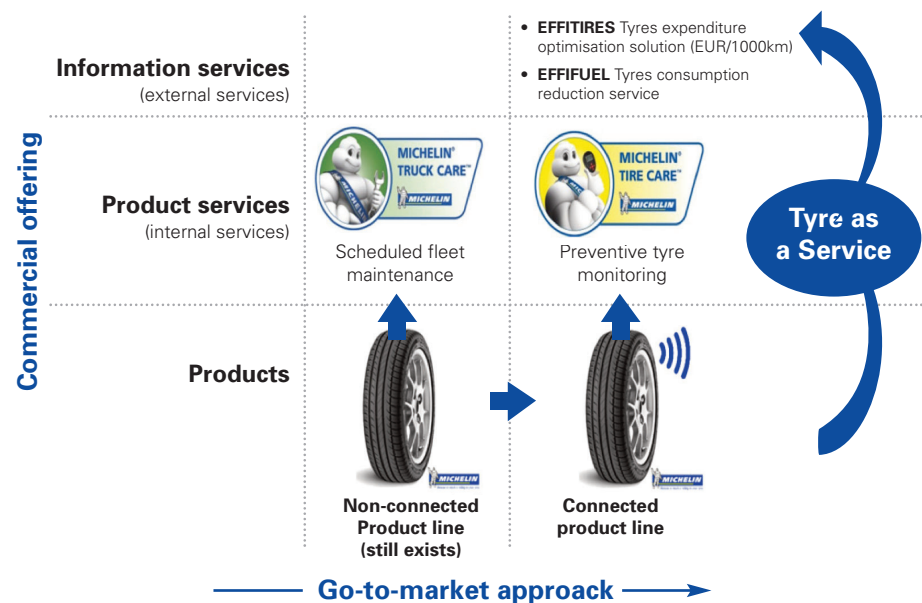 • EFFITIRES Tyres expenditure
optimisation solution (EUR/1000km)
• EFFIFUEL Tyres consumption
reduction service
Information services
(external services)
Commercial offering
MICHELIN®
TRUCK CARE™
MICHELIN
MICHELIN®
TIRE CARE™
MICHELIN
Product services
(internal services)
Scheduled fleet
maintenance
Preventive tyre
monitoring
Tyre as
a Service
Products
MICHELIN
MICHELIN
Non-connected
Product line
(still exists)
Connected
product line
Go-to-market approack